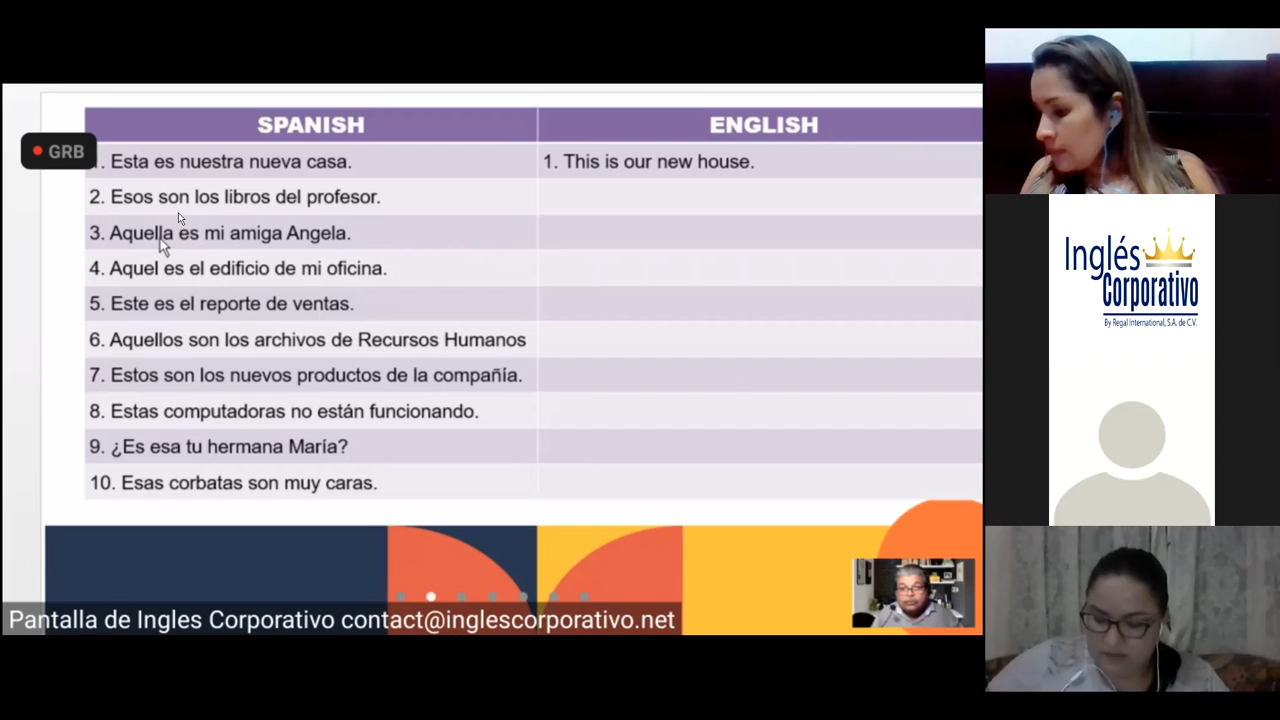 SPANISH ENGLISH
GRB
. Esta es nuestra nueva casa. 1. This is our new house.
2. Esos son los libros del profesor.
3. Aquella es mi amiga Angela.
4. Aquel es el edificio de mi oficina.
5. Este es el reporte de ventas.
6. Aquellos son los archivos de Recursos Humanos
7. Estos son los nuevos productos de la compañía.
8. Estas computadoras no están funcionando.
9. ¿Es esa tu hermana María?
10. Esas corbatas son muy caras.
Pantalla de Ingles Corporativo contact@inglescorporativo.net
Inglés
Corporativo
By Regal International, S.A. de C.V.